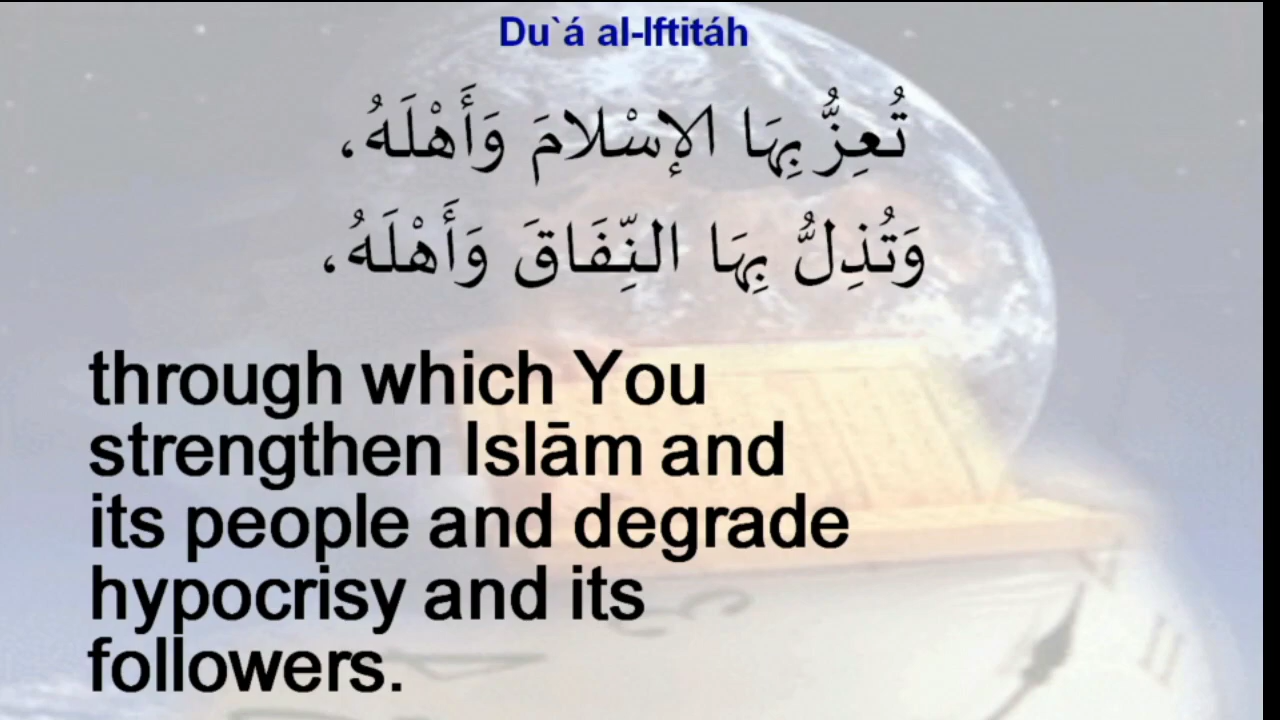 Du`á al-Iftitáh
تُعِزُّ بِهَا الإِسْلامَ وَأَهْلَهُ،
وَتُذِلُّ بِهَا النِّفَاقَ وَأَهْلَهُ،
through which You
strengthen Islām and
its people and degrade
hypocrisy and its
followers.